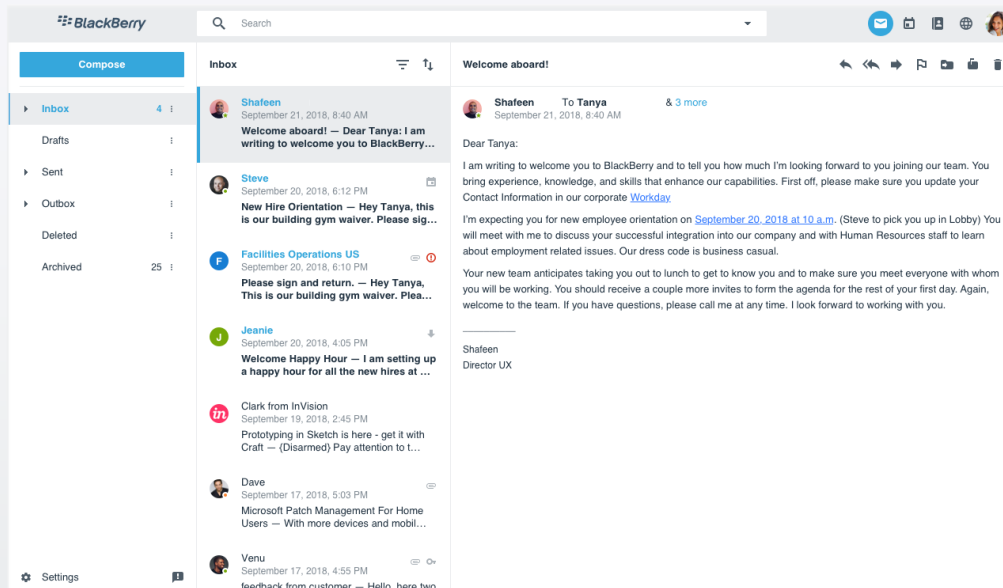 BlackBerry
Search
Compose
Inbox
4
Drafts
Sent
Outbox
Deleted
Archived
25
Settings
Inbox
Shafeen
September 21, 2018, 8:40 AM
Welcome aboard! — Dear Tanya: I am
writing to welcome you to BlackBerry...
Steve
September 20, 2018, 6:12 PM
New Hire Orientation — Hey Tanya, this
is our building gym waiver. Please sig...
F
Facilities Operations US
September 20, 2018, 6:10 PM
Please sign and return. — Hey Tanya,
This is our building gym waiver. Plea...
J
Jeanie
September 20, 2018, 4:05 PM
Welcome Happy Hour — I am setting up
a happy hour for all the new hires at ...
in
Clark from InVision
September 19, 2018, 2:45 PM
Prototyping in Sketch is here - get it with
Craft — {Disarmed} Pay attention to t...
Dave
September 17, 2018, 5:03 PM
Microsoft Patch Management For Home
Users — With more devices and mobil...
Venu
September 17, 2018, 4:55 PM
feedback from customer — Hello, here two
Welcome aboard!
Shafeen To Tanya & 3 more
September 21, 2018, 8:40 AM
Dear Tanya:
I am writing to welcome you to BlackBerry and to tell you how much I'm looking forward to you joining our team. You
bring experience, knowledge, and skills that enhance our capabilities. First off, please make sure you update your
Contact Information in our corporate Workday
I'm expecting you for new employee orientation on September 20, 2018 at 10 a.m. (Steve to pick you up in Lobby) You
will meet with me to discuss your successful integration into our company and with Human Resources staff to learn
about employment related issues. Our dress code is business casual.
Your new team anticipates taking you out to lunch to get to know you and to make sure you meet everyone with whom
you will be working. You should receive a couple more invites to form the agenda for the rest of your first day. Again,
welcome to the team. If you have questions, please call me at any time. I look forward to working with you.
Shafeen
Director UX